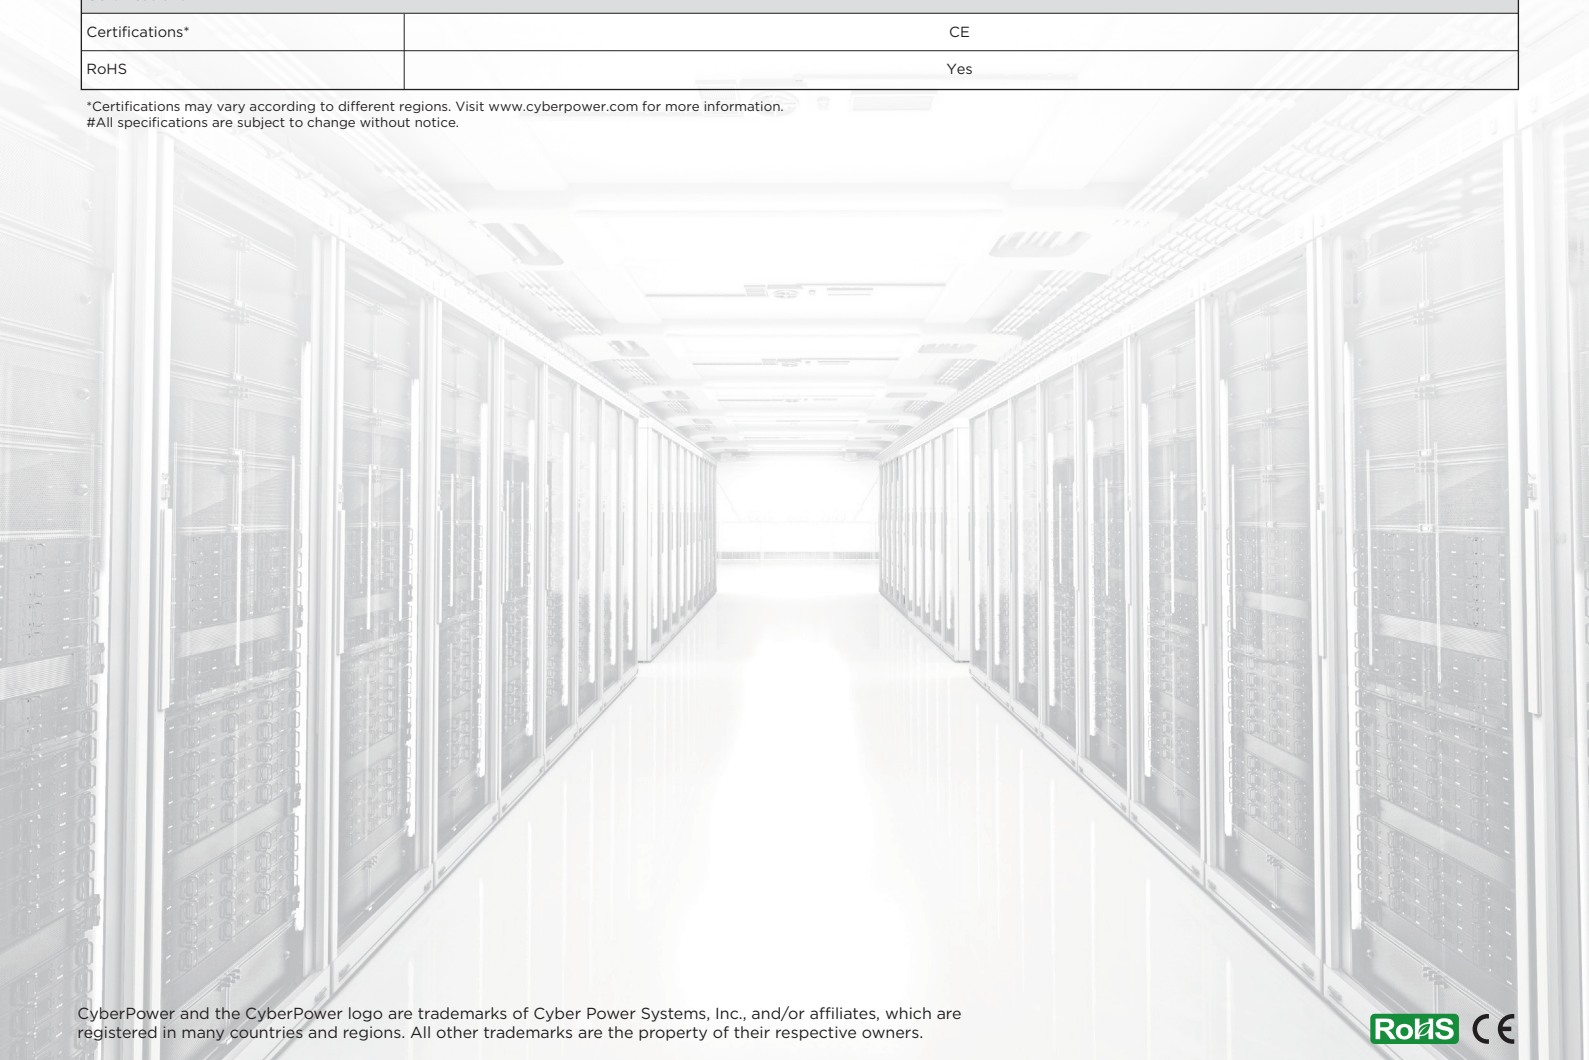 Certifications* CE
RoHS Yes
*Certifications may vary according to different regions. Visit www.cyberpower.com for more information.
#All specifications are subject to change without notice.
CyberPower and the CyberPower logo are trademarks of Cyber Power Systems, Inc., and/or affiliates, which are
registered in many countries and regions. All other trademarks are the property of their respective owners.
RoHS CE